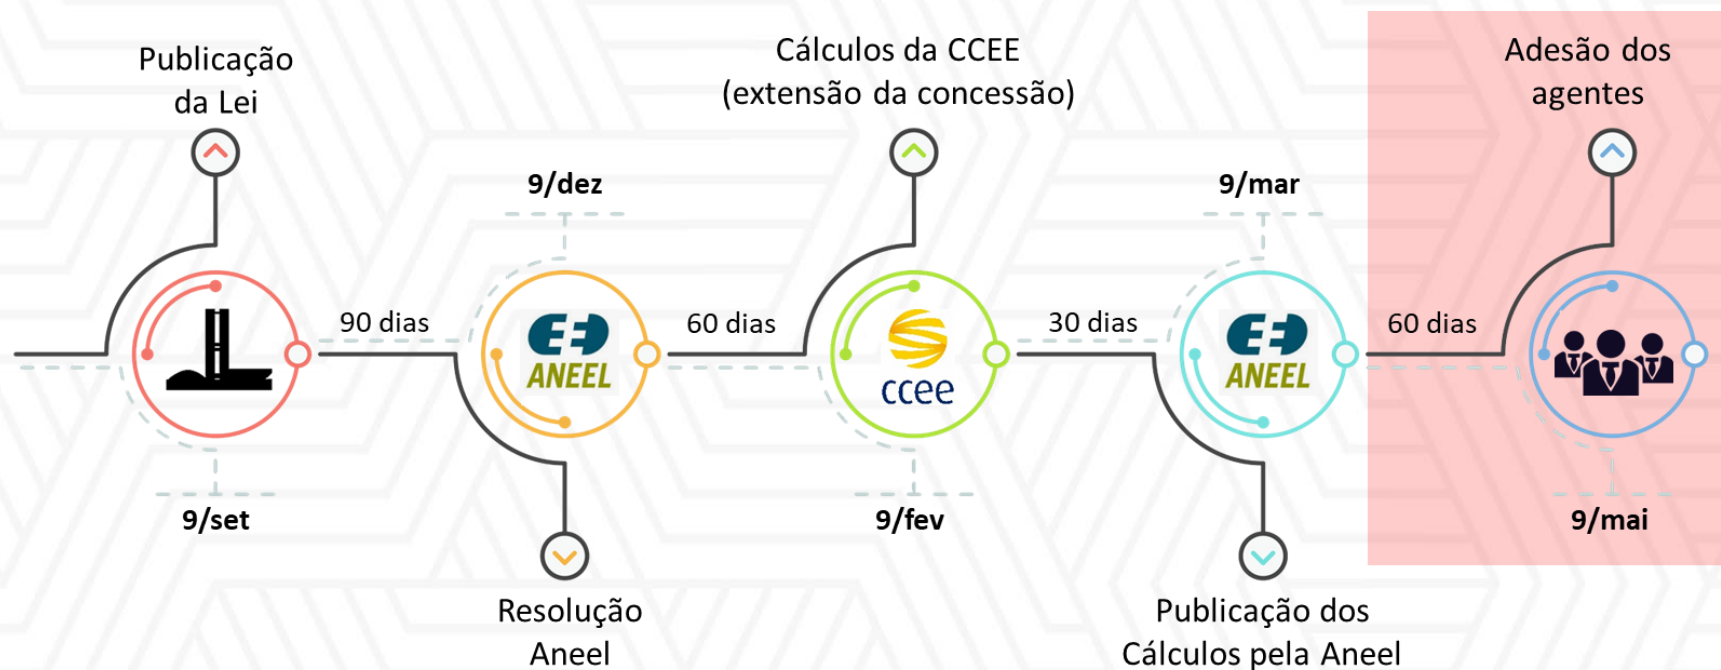 Publicação
da Lei
9/set
90 dias
9/dez
ANEEL
Resolução
Aneel
60 dias
Cálculos da CCEE
(extensão da concessão)
ccee
9/fev
30 dias
9/mar
ANEEL
Publicação dos
Cálculos pela Aneel
60 dias
Adesão dos
agentes
9/mai